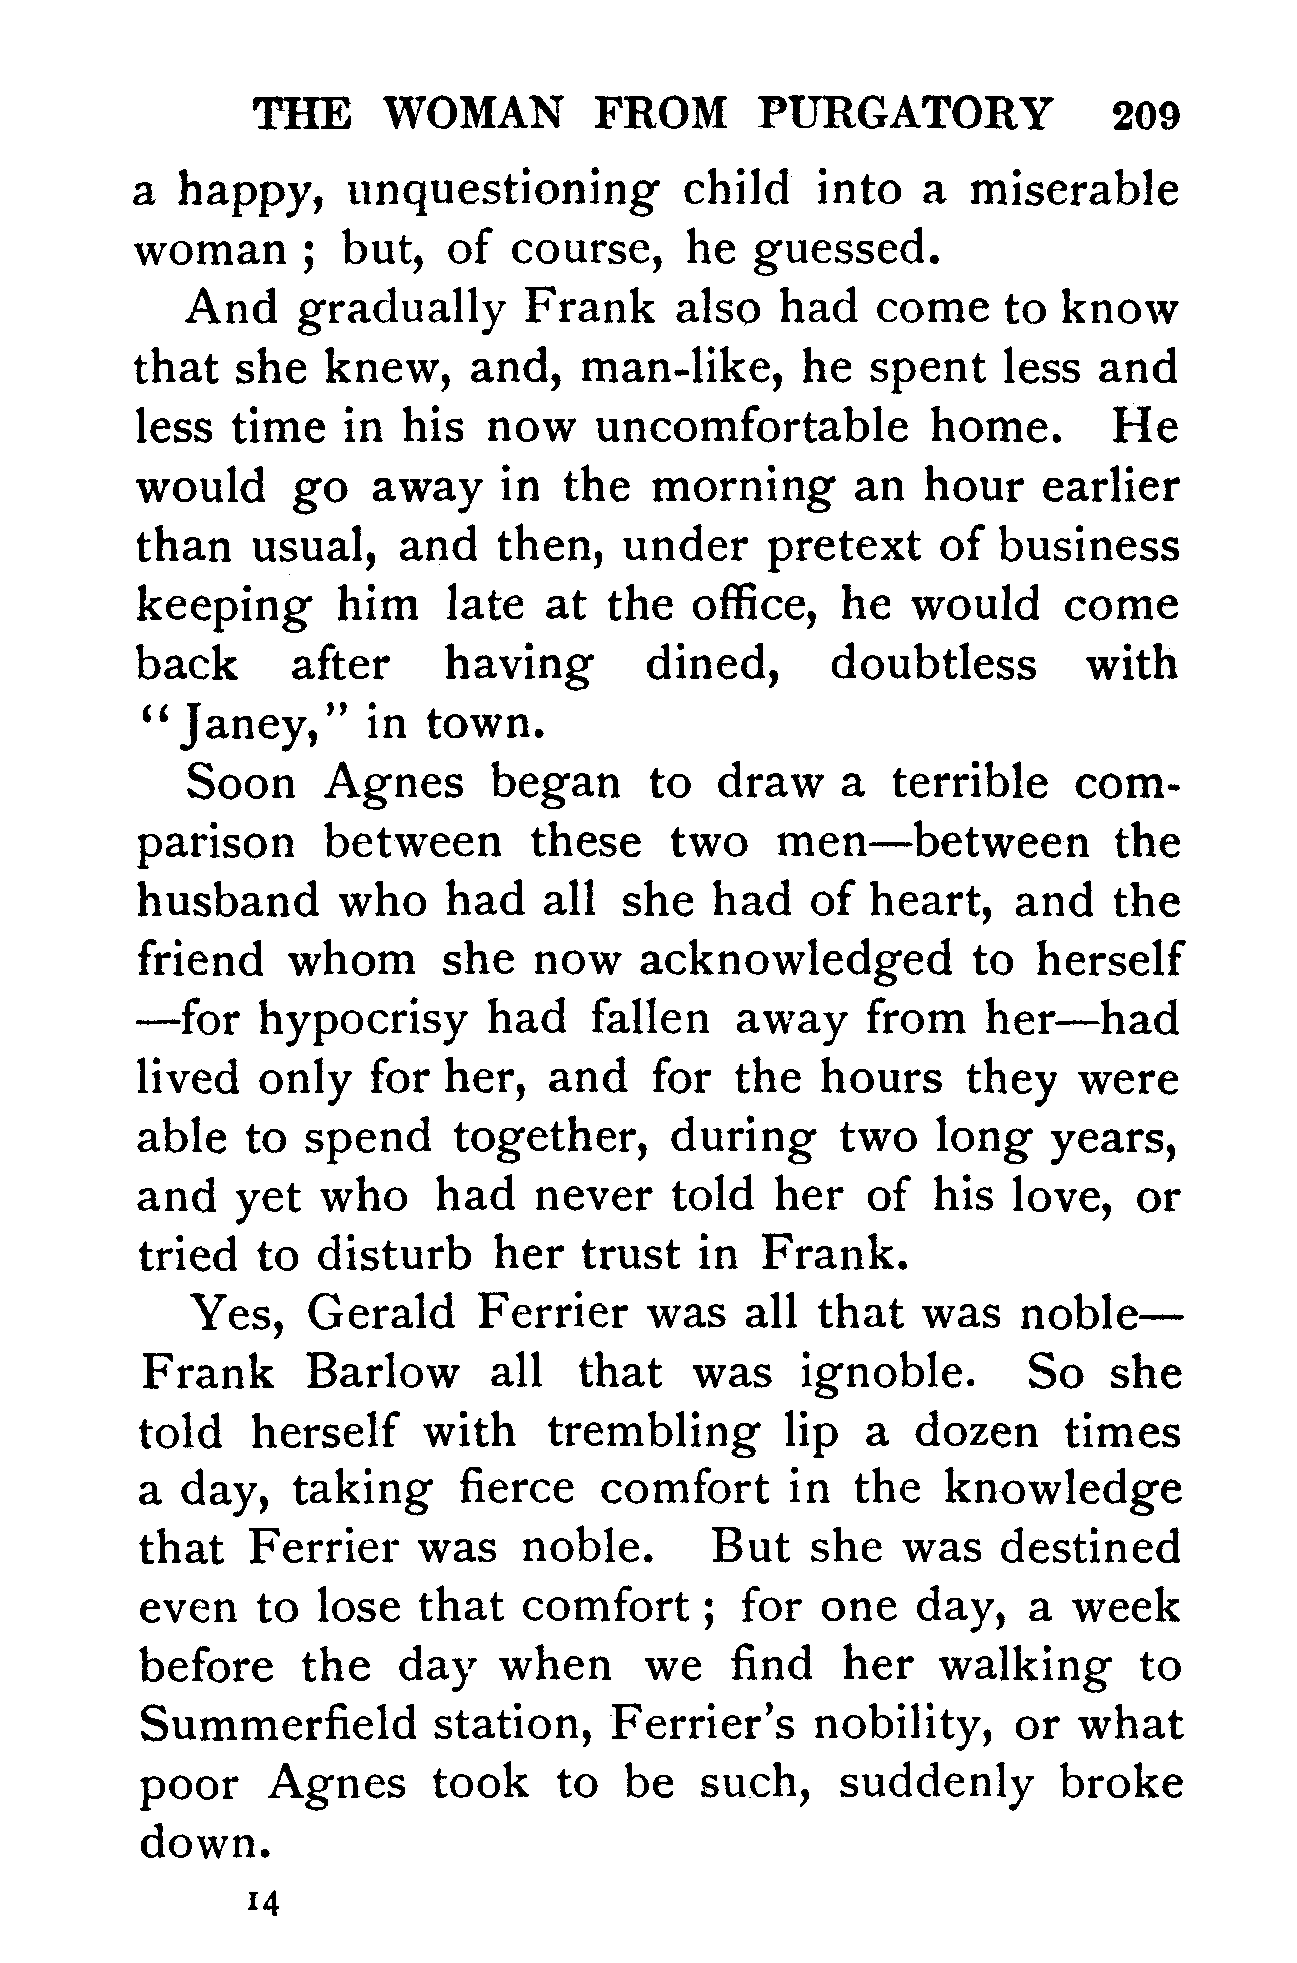 THE WOMAN FROM PURGATORY 209
a happy, unquestioning child into a miserable
woman ; but, of course, he guessed.
And gradually Frank also had come to know
that she knew, and, man-like, he spent less and
less time in his now uncomfortable home. He
would go away in the morning an hour earlier
than usual, and then, under pretext of business
keeping him late at the office, he would come
back after having dined, doubtless with
“ Janey,” in town.
Soon Agnes began to draw a terrible com-
parison between these two men—between the
husband who had all she had of heart, and the
friend whom she now acknowledged to herself
—for hypocrisy had fallen away from her—had
lived only for her, and for the hours they were
able to spend together, during two long years,
and yet who had never told her of his love, or
tried to disturb her trust in Frank.
Yes, Gerald Ferrier was all that was noble—
Frank Barlow all that was ignoble. So she
told herself with trembling lip a dozen times
a day, taking fierce comfort in the knowledge
that Ferrier was noble. But she was destined
even to lose that comfort ; for one day, a week
before the day when we find her walking to
Summerfield station, Ferrier’s nobility, or what
poor Agnes took to be such, suddenly broke
down.
14